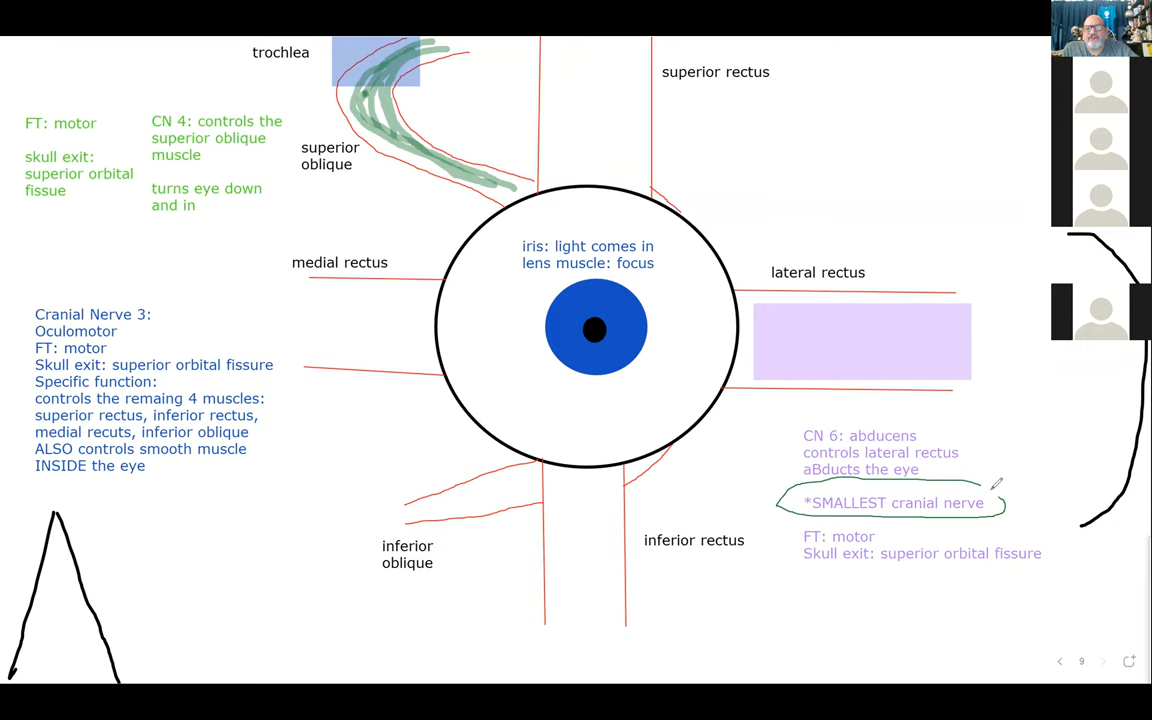 trochlea
superior rectus
FT: motor
skull exit:
superior orbital
fissue
CN 4: controls the
superior oblique
muscle
turns eye down
and in
superior
oblique
iris: light comes in
lens muscle: focus
medial rectus
lateral rectus
Cranial Nerve 3:
Oculomotor
FT: motor
Skull exit: superior orbital fissure
Specific function:
controls the remaing 4 muscles:
superior rectus, inferior rectus,
medial recuts, inferior oblique
ALSO controls smooth muscle
INSIDE the eye
CN 6: abducens
controls lateral rectus
aBducts the eye
*SMALLEST cranial nerve
FT: motor
Skull exit: superior orbital fissure
inferior
oblique
inferior rectus
9